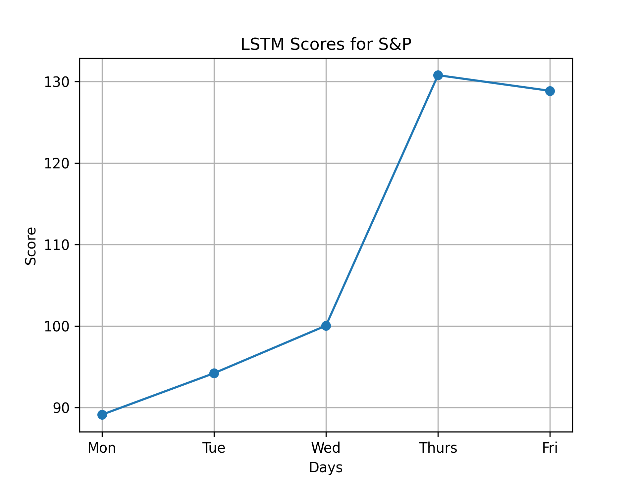 LSTM Scores for S&P
130
120
110
100
90
Score
Mon Tue Wed Thurs Fri
Days